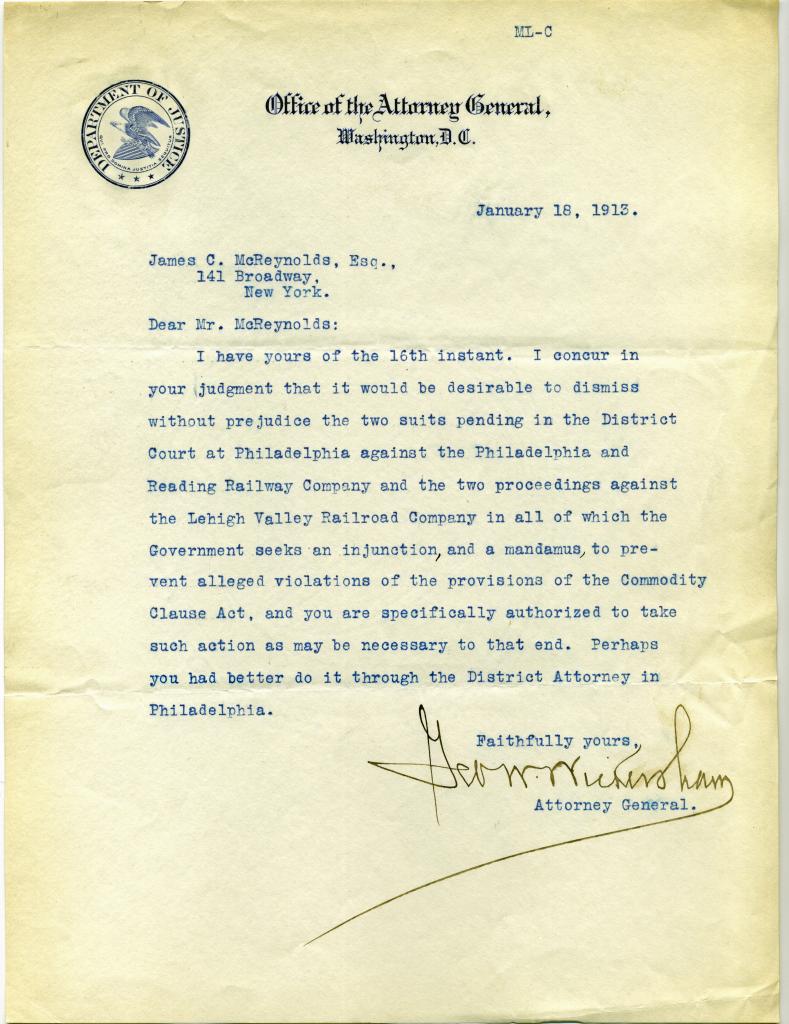 ML-C
DEPARTMENT OF JUSTICE
Office of the Attorney General,
Washington, D.C.
January 18, 1913.
James C. McReynolds, Esq.,
141 Broadway,
New York.
Dear Mr. McReynolds:
I have yours of the 16th instant. I concur in
your judgment that it would be desirable to dismiss
without prejudice the two suits pending in the District
Court at Philadelphia against the Philadelphia and
Reading Railway Company and the two proceedings against
the Lehigh Valley Railroad Company in all of which the
Government seeks an injunction, and a mandamus, to pre-
vent alleged violations of the provisions of the Commodity
Clause Act, and you are specifically authorized to take
such action as may be necessary to that end. Perhaps
you had better do it through the District Attorney in
Philadelphia.
Faithfully yours,
Geo W. Wickersham
Attorney General.